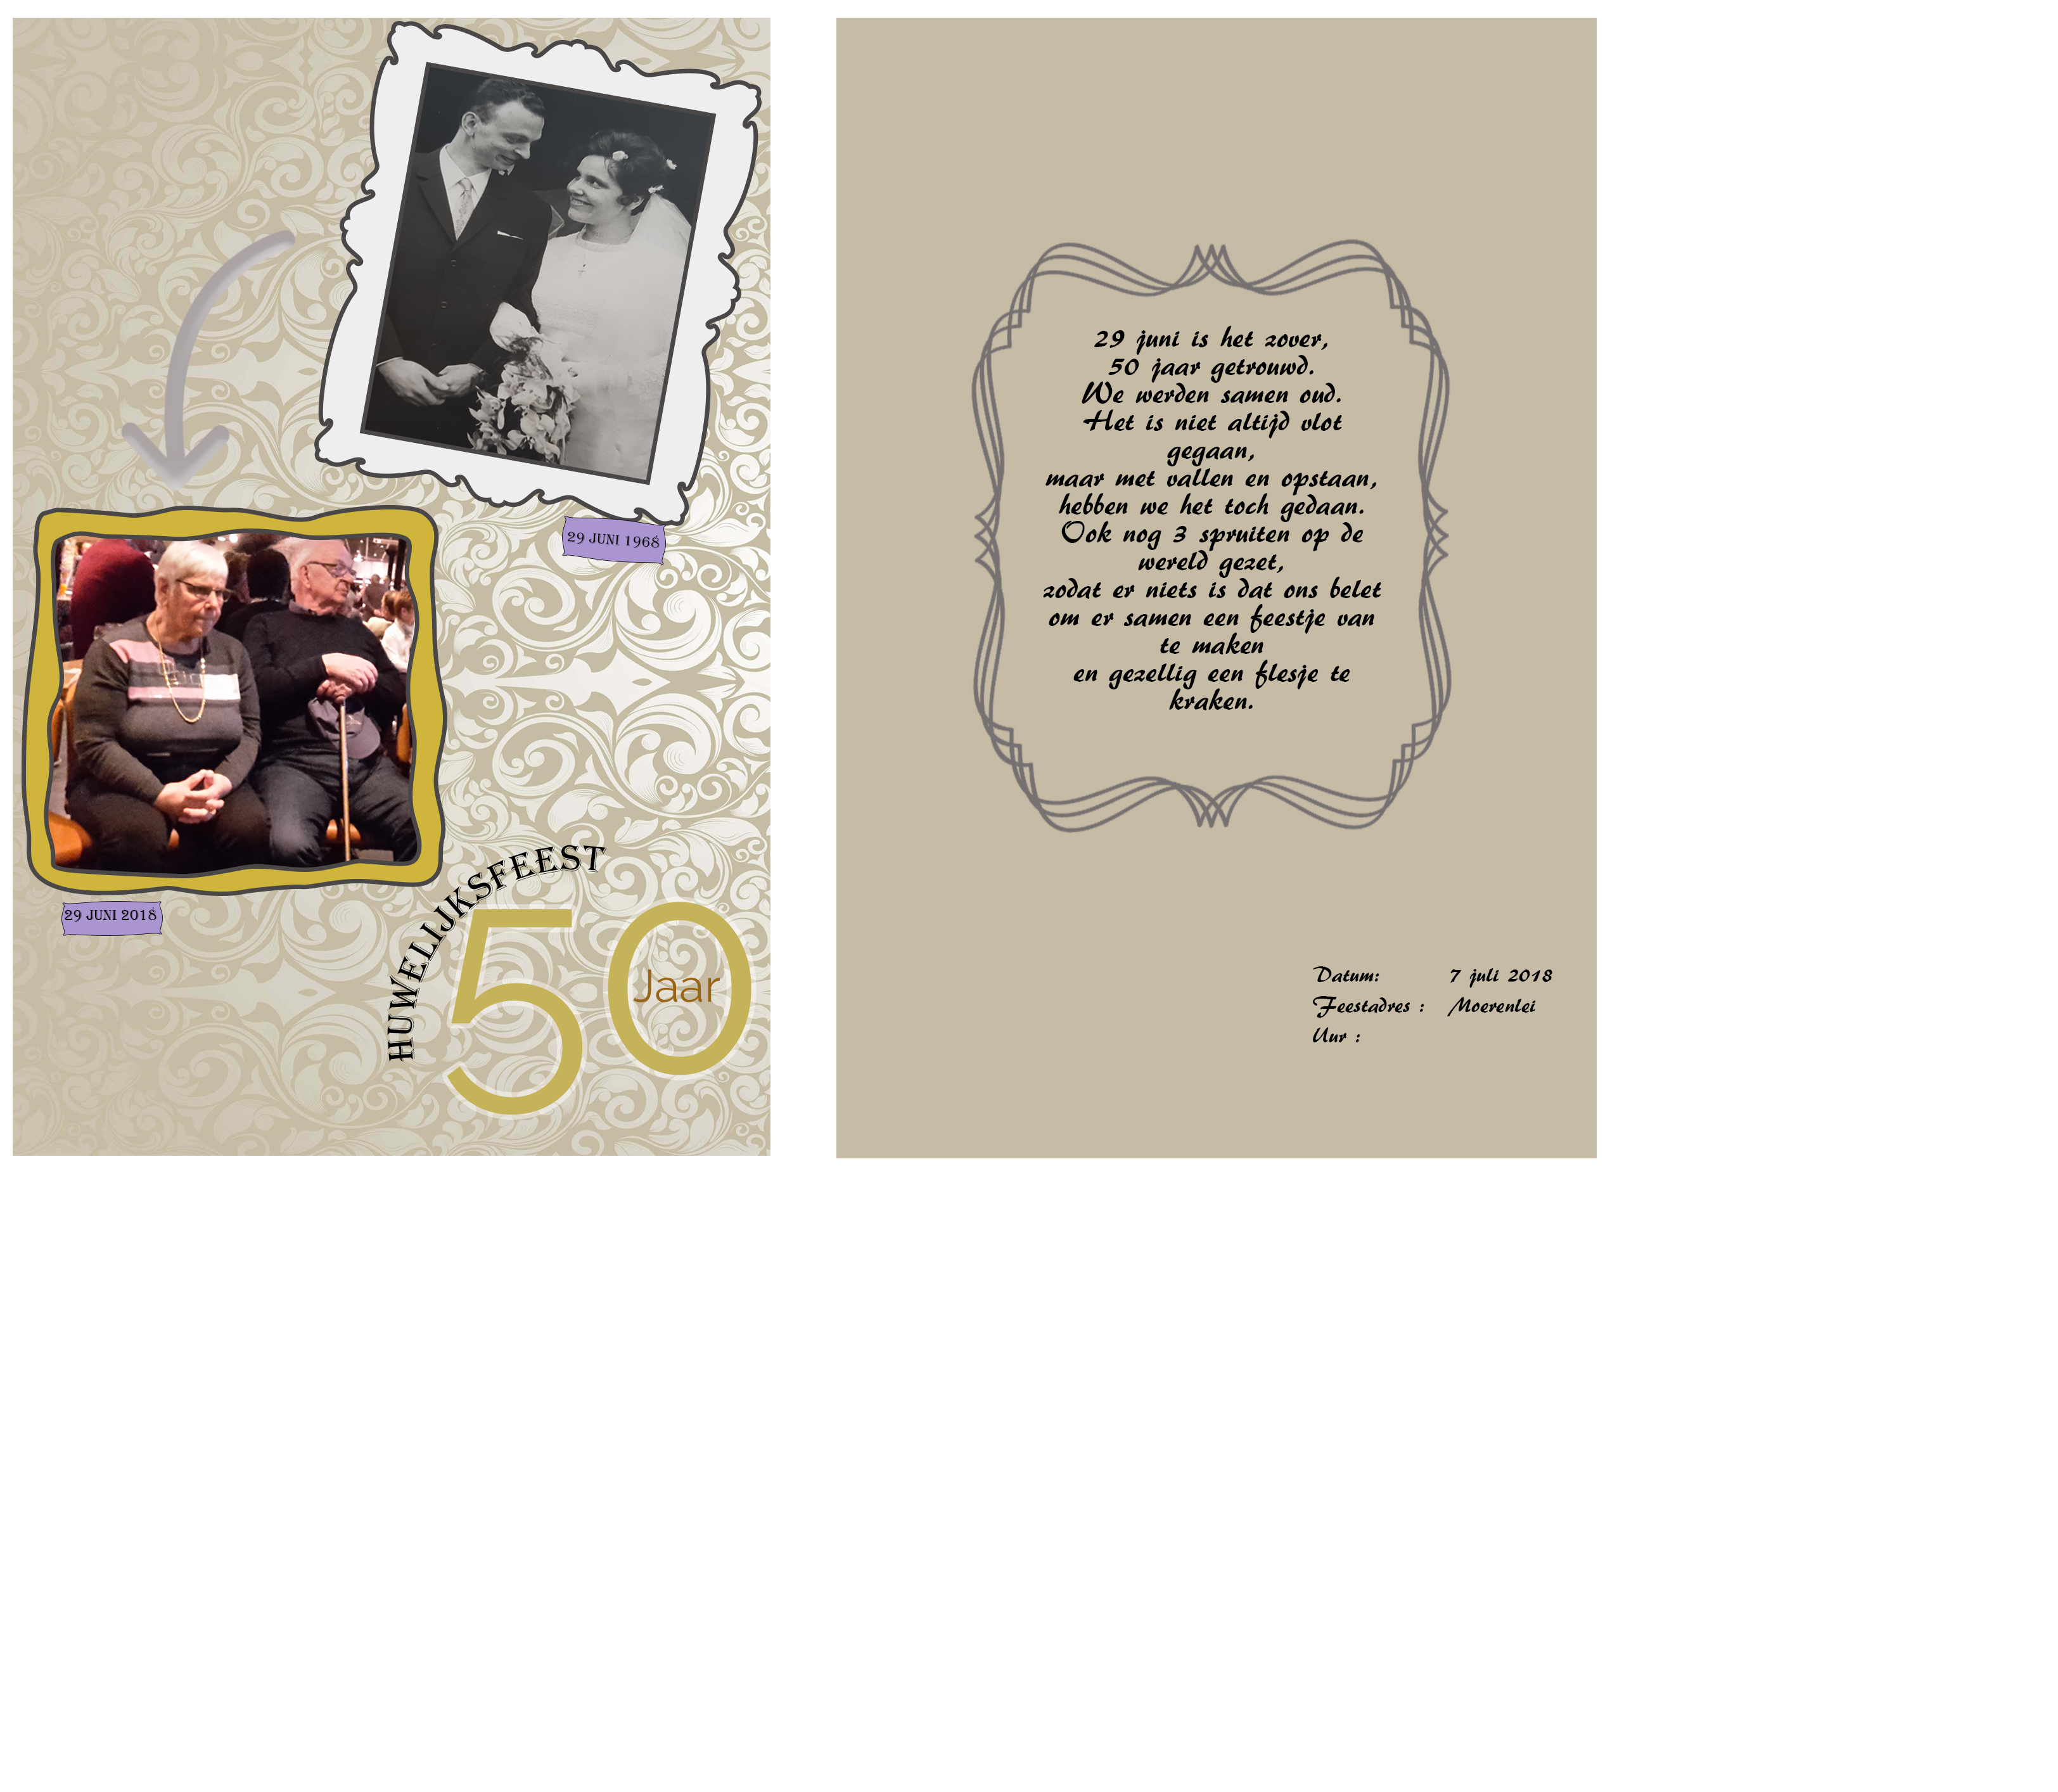 29 JUNI 1968
29 JUNI 2018
HUWELIJKSFEEST
50
Jaar
29 juni is het zover,
50 jaar getrouwd.
We werden samen oud.
Het is niet altijd vlot
gegaan,
maar met vallen en opstaan,
hebben we het toch gedaan.
Ook nog 3 spruiten op de
wereld gezet,
zodat er niets is dat ons belet
om er samen een feestje van
te maken
en gezellig een flesje te
kraken.
Datum: 7 juli 2018
Feestadres : Moerenlei
Uur :